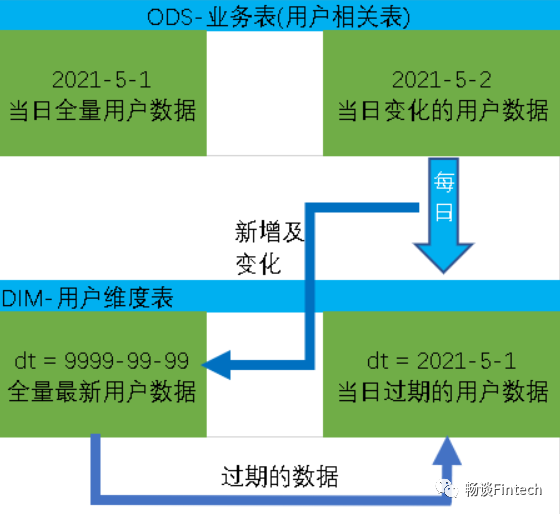 ODS-业务表(用户相关表)
2021-5-1
当日全量用户数据
2021-5-2
当日变化的用户数据
每
日
新增及
变化
DIM-用户维度表
dt = 9999-99-99
全量最新用户数据
dt = 2021-5-1
当日过期的用户数据
过期的数据
畅谈Fintech